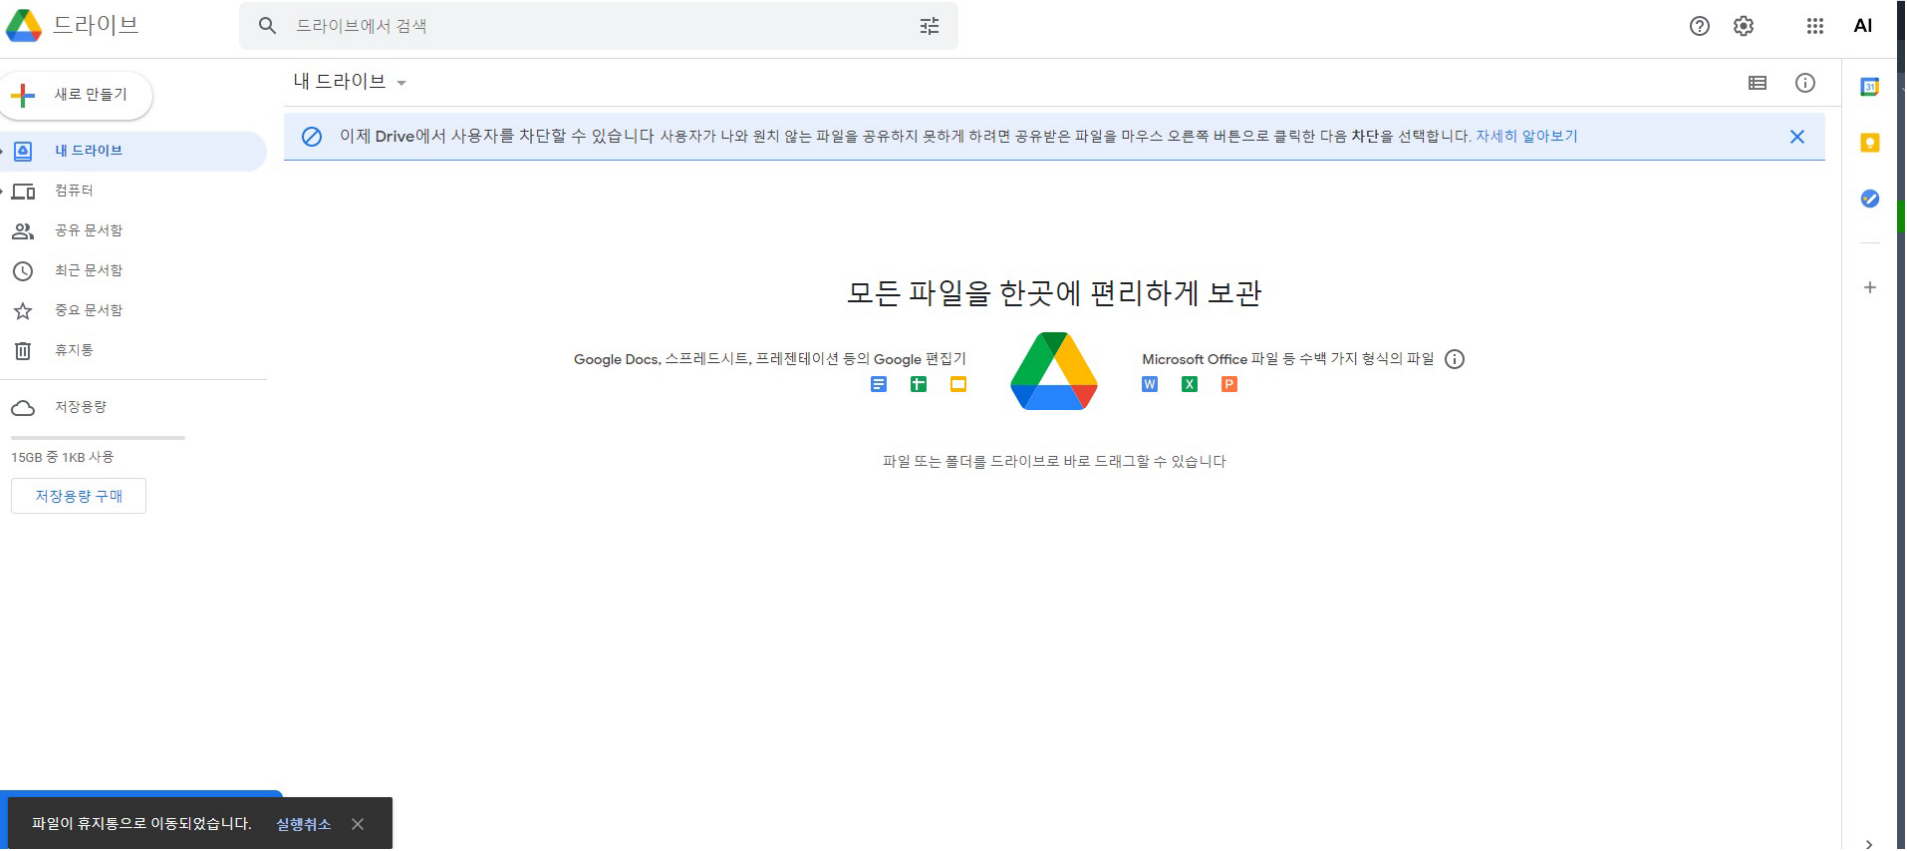 드라이브
드라이브에서 검색
AI
새로 만들기
내 드라이브
컴퓨터
공유 문서함
최근 문서함
중요 문서함
휴지통
저장용량
15GB 중 1KB 사용
저장용량 구매
내 드라이브
이제 Drive에서 사용자를 차단할 수 있습니다 사용자가 나와 원치 않는 파일을 공유하지 못하게 하려면 공유받은 파일을 마우스 오른쪽 버튼으로 클릭한 다음 차단을 선택합니다. 자세히 알아보기
31
모든 파일을 한곳에 편리하게 보관
Google Docs, 스프레드시트, 프레젠테이션 등의 Google 편집기
Microsoft Office 파일 등 수백 가지 형식의 파일
W X P
파일 또는 폴더를 드라이브로 바로 드래그할 수 있습니다
파일이 휴지통으로 이동되었습니다. 실행취소